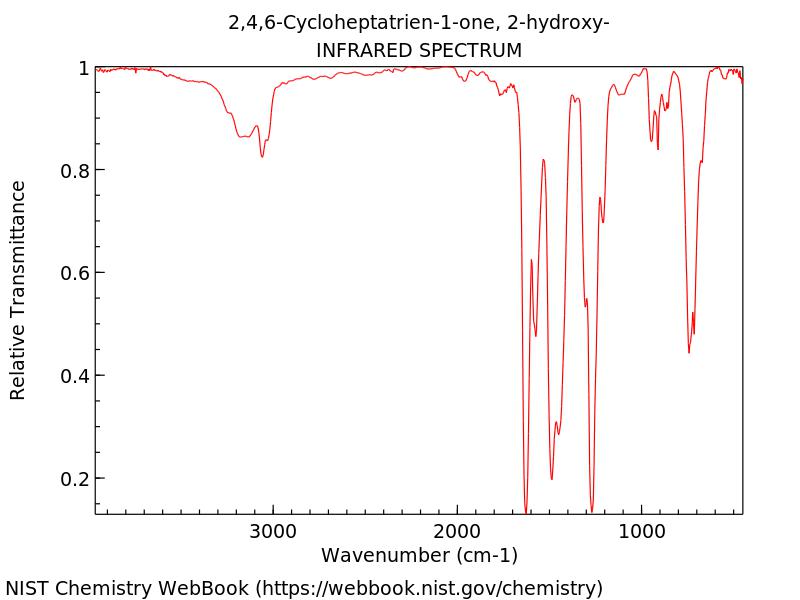 2,4,6-Cycloheptatrien-1-one, 2-hydroxy-
INFRARED SPECTRUM
1
0.8
0.6
0.4
0.2
Relative Transmittance
3000 2000 1000
Wavenumber (cm-1)
NIST Chemistry WebBook (https://webbook.nist.gov/chemistry)